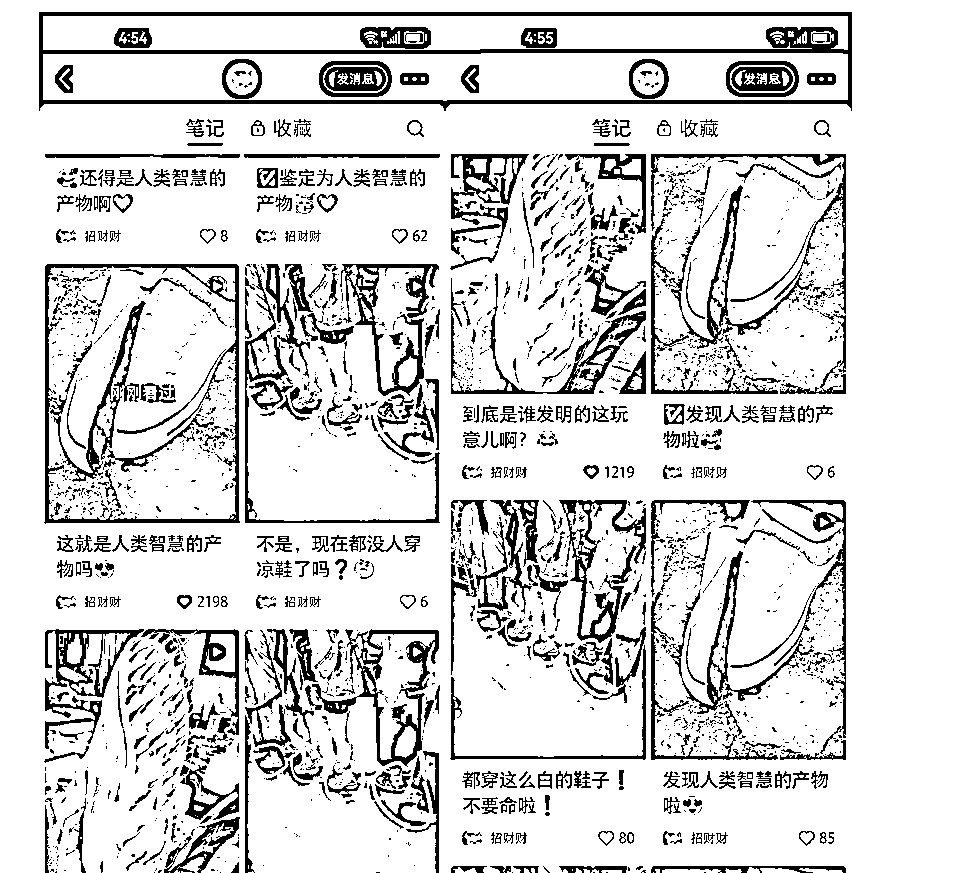 4:54
发消息
笔记 收藏
还得是人类智慧的
产物啊
招财财 8
鉴定为人类智慧的
产物
招财财 62
刚刚看过
这就是人类智慧的产
物吗
招财财 2198
不是，现在都没人穿
凉鞋了吗？
招财财 6
4:55
发消息
笔记 收藏
到底是谁发明的这玩
意儿啊？
招财财 1219
发现人类智慧的产
物啦
招财财 6
都穿这么白的鞋子！
不要命啦！
招财财 80
发现人类智慧的产物
啦
招财财 85